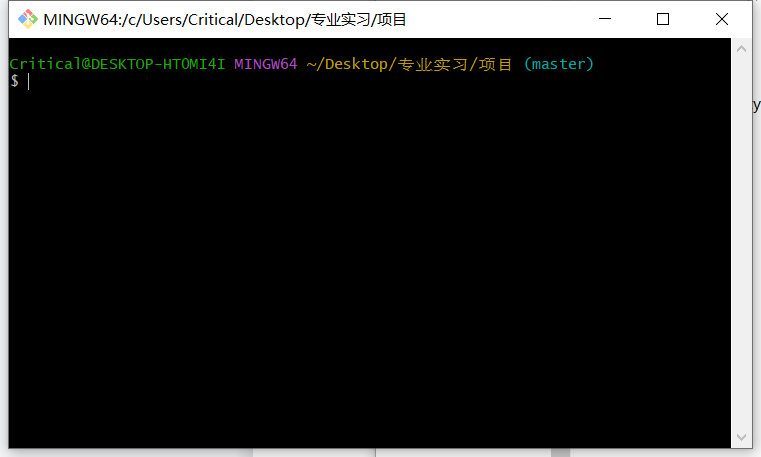 MINGW64:/c/Users/Critical/Desktop/专业实习/项目
Critical@DESKTOP-HTOMI4I MINGW64 ~/Desktop/专业实习/项目 (master)
$
y